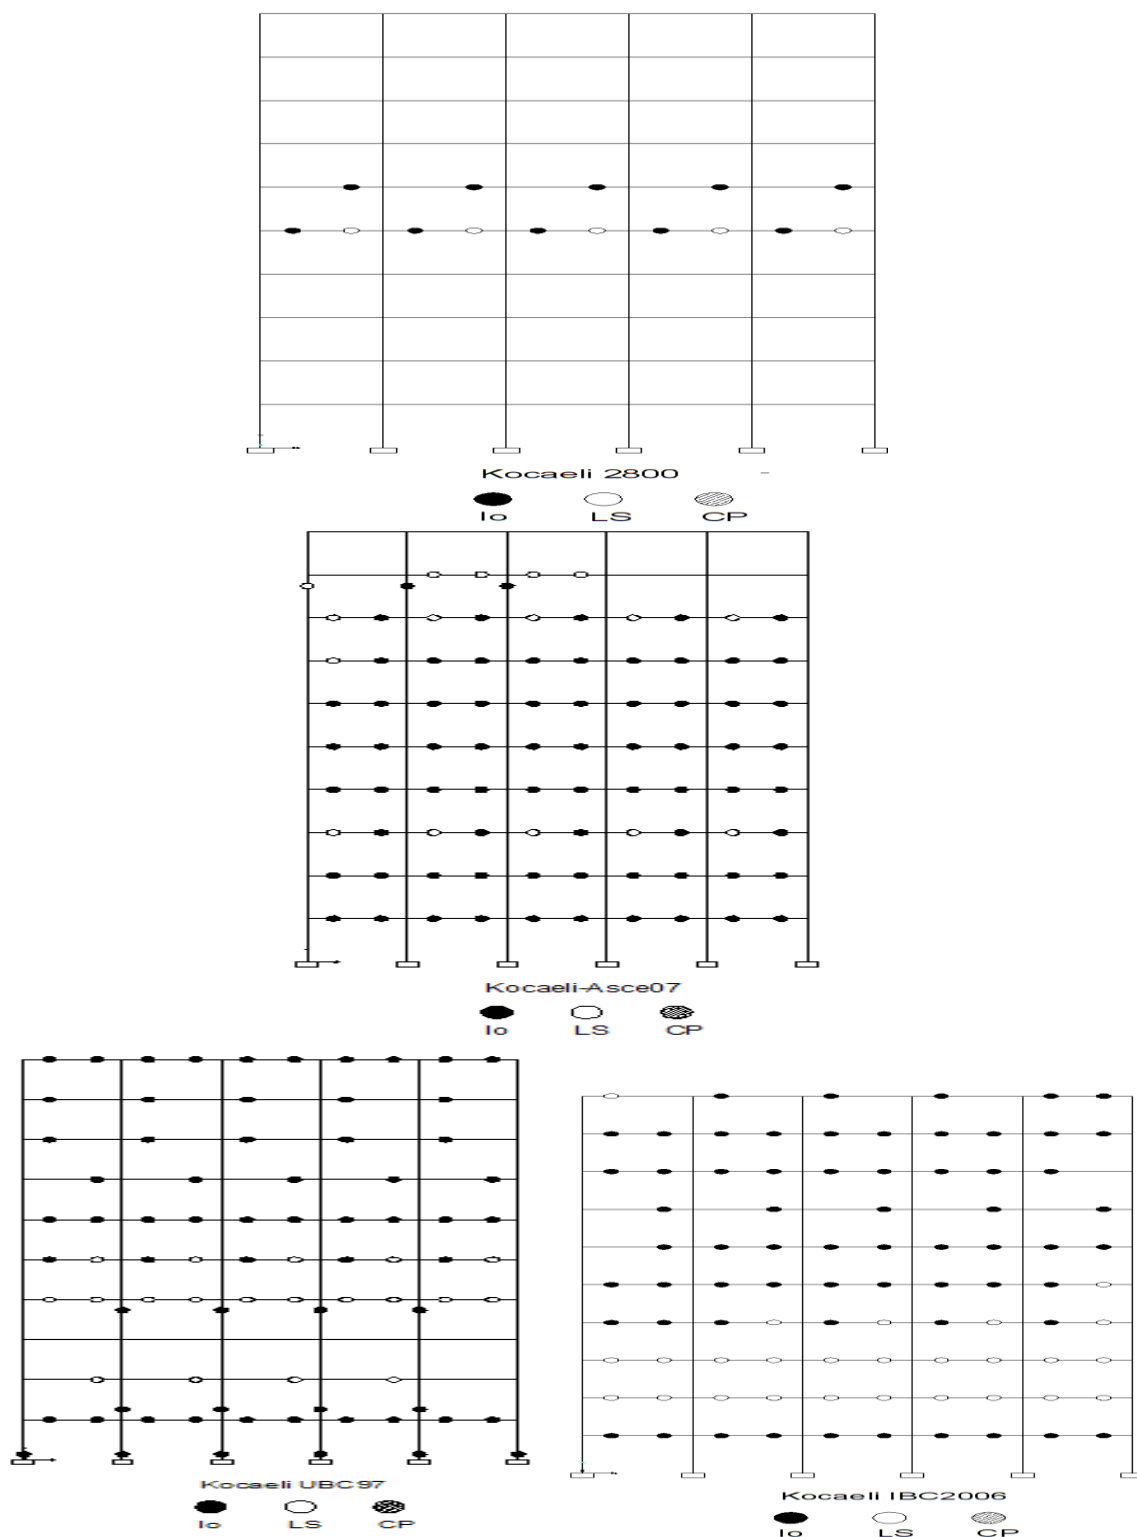 Kocaeli 2800
Io LS CP
Kocaeli-Asce07
Io LS CP
Kocaeli UBC97
Io LS CP
Kocaeli IBC2006
Io LS CP